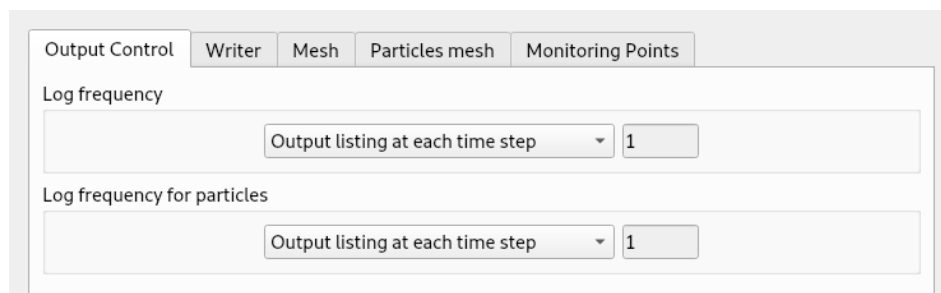 Output Control Writer Mesh Particles mesh Monitoring Points
Log frequency
Output listing at each time step 1
Log frequency for particles
Output listing at each time step 1